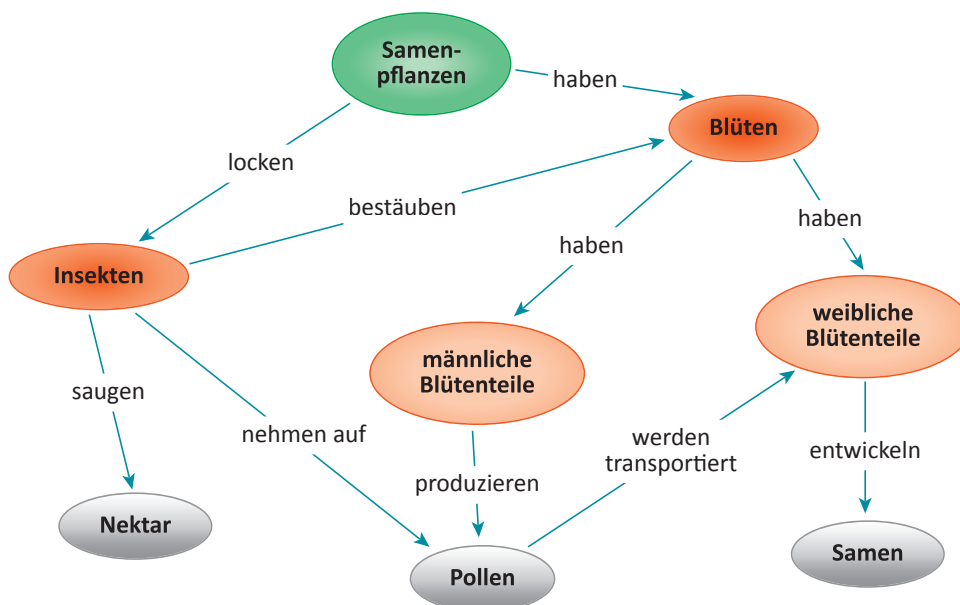 Samen-
pflanzen
haben
Blüten
locken
bestäuben
haben
haben
Insekten
weibliche
Blütenteile
männliche
Blütenteile
saugen
nehmen auf
werden
transportiert
entwickeln
produzieren
Nektar
Samen
Pollen